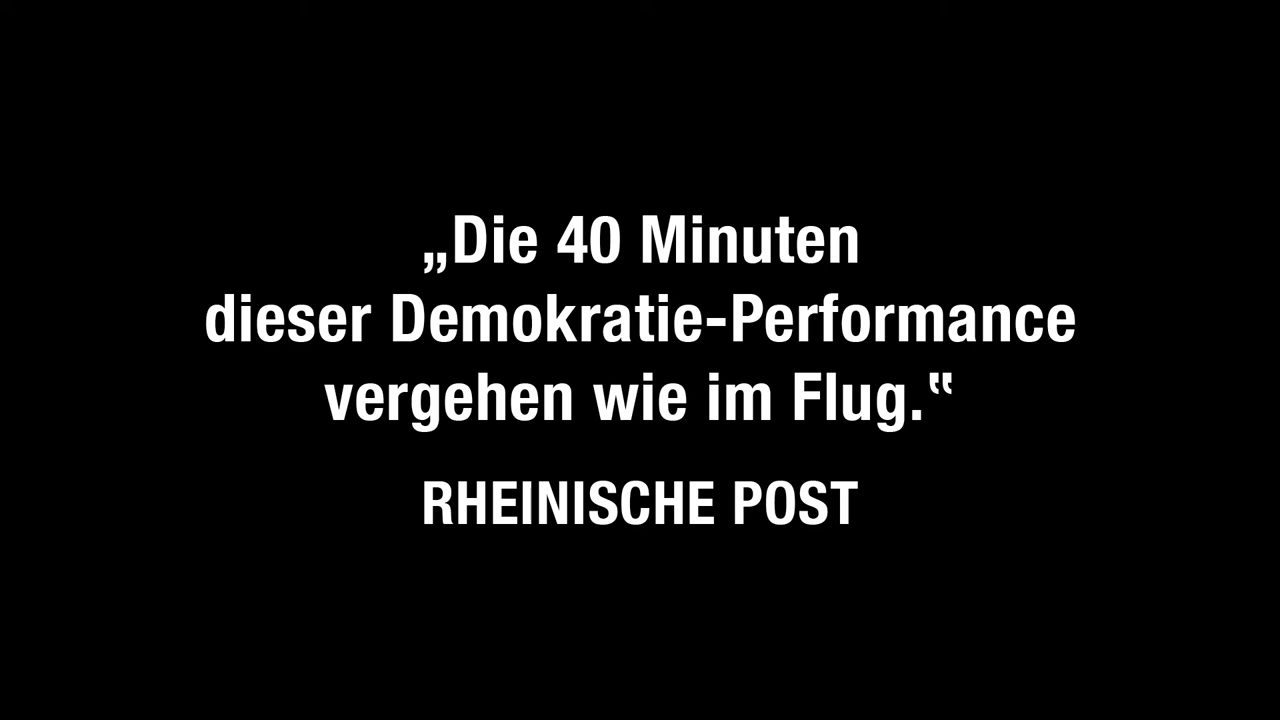 „Die 40 Minuten
dieser Demokratie-Performance
vergehen wie im Flug.‟
RHEINISCHE POST